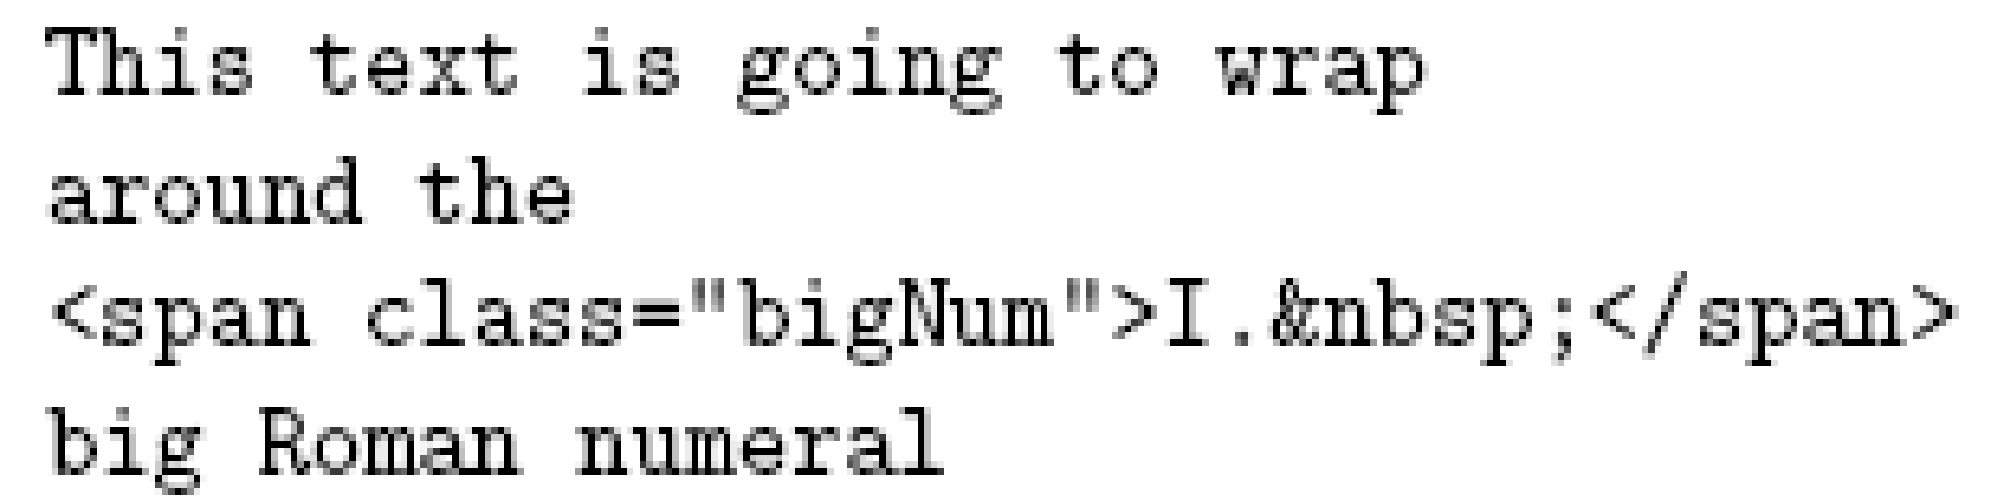 This text is going to wrap
around the
<span class="bigNum">I.&nbsp;</span>
big Roman numeral